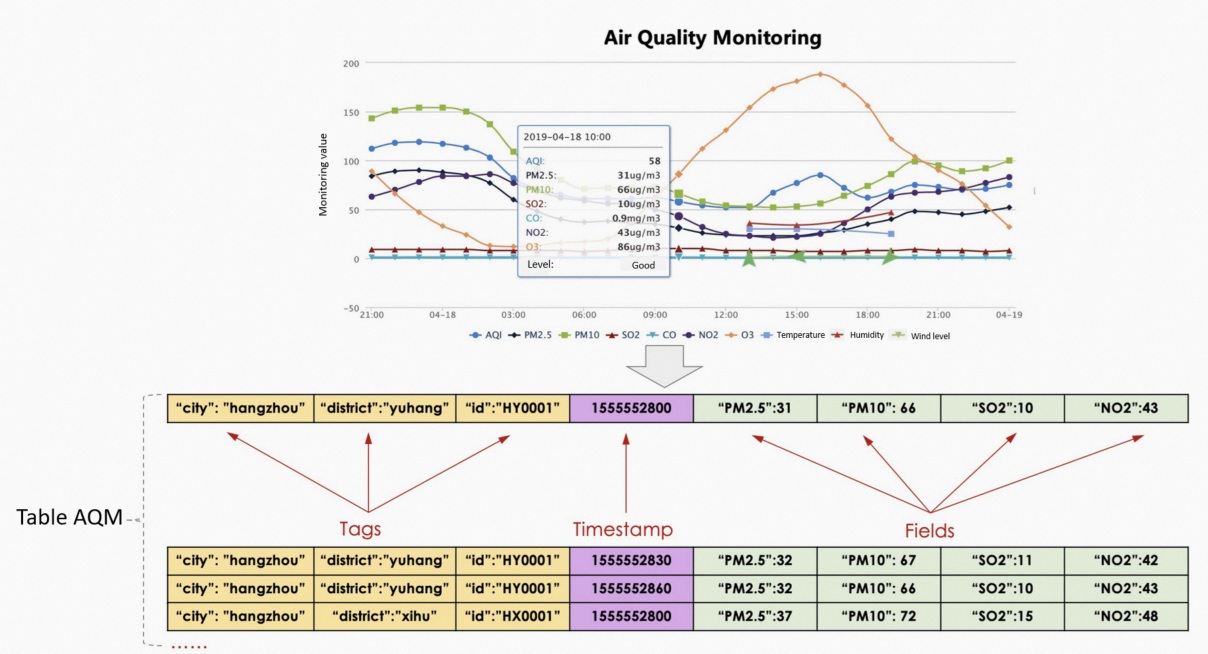 Air Quality Monitoring
200
150
100
50
0
−50
Monitoring value
2019-04-18 10:00
AQI: 58
PM2.5: 31ug/m3
PM10: 66ug/m3
SO2: 10ug/m3
CO: 0.9mg/m3
NO2: 43ug/m3
O3: 86ug/m3
Level: Good
21:00 04-18 03:00 06:00 09:00 12:00 15:00 18:00 21:00 04-19
AQI PM2.5 PM10 SO2 CO NO2 O3 Temperature Humidity Wind level
“city”: ”hangzhou” “district”:”yuhang” “id”:”HY0001” 1555552800 “PM2.5”:31 “PM10”: 66 “SO2”:10 “NO2”:43
Table AQM
Tags Timestamp Fields
“city”: ”hangzhou” “district”:”yuhang” “id”:”HY0001” 1555552830 “PM2.5”:32 “PM10”: 67 “SO2”:11 “NO2”:42
“city”: ”hangzhou” “district”:”yuhang” “id”:”HY0001” 1555552860 “PM2.5”:32 “PM10”: 66 “SO2”:10 “NO2”:43
“city”: ”hangzhou” “district”:”xihu” “id”:”HX0001” 1555552800 “PM2.5”:37 “PM10”: 72 “SO2”:15 “NO2”:48
......